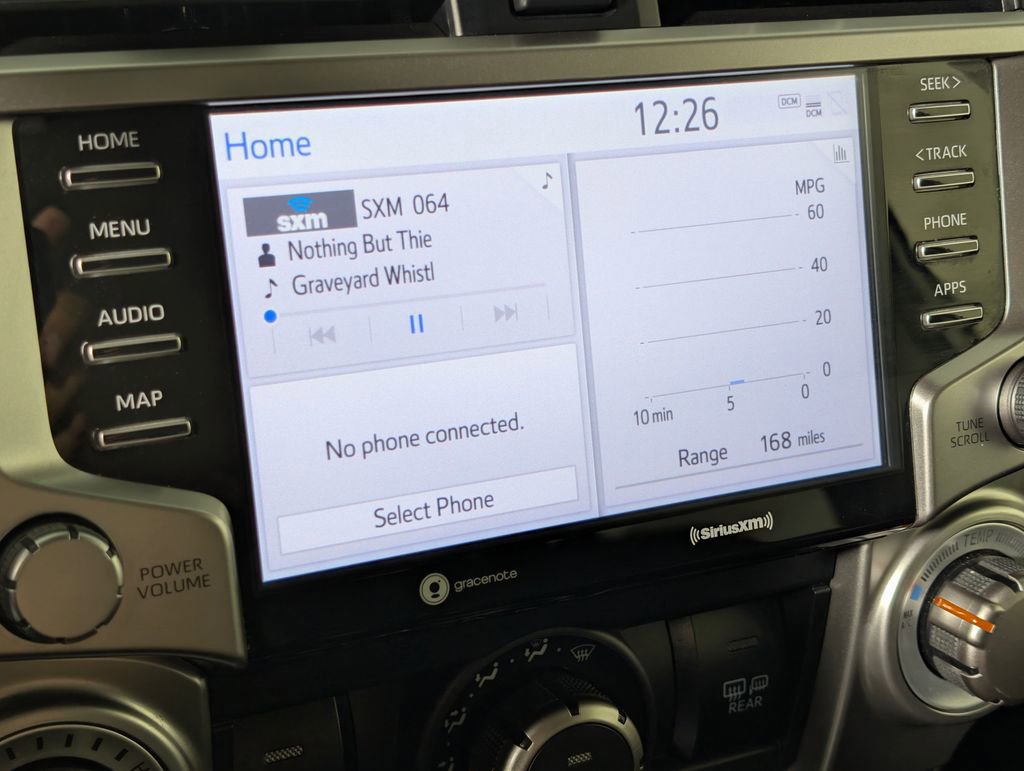 HOME
MENU
AUDIO
MAP
POWER
VOLUME
Home
12:26
DCM
DCM
sxm
SXM 064
Nothing But Thie
Graveyard Whistl
No phone connected.
Select Phone
MPG
60
40
20
0
10 min
5
0
Range 168 miles
gracenote
((SiriusXM))
SEEK >
< TRACK
PHONE
APPS
TUNE
SCROLL
TEMP
REAR